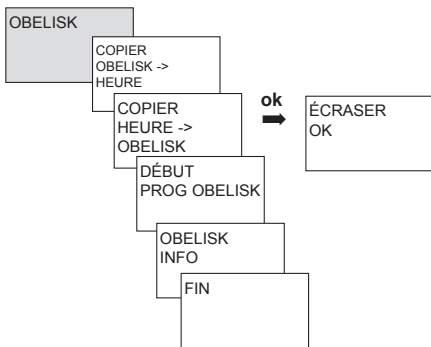 OBELISK
COPIER
OBELISK ->
HEURE
COPIER
HEURE ->
OBELISK
ok
ÉCRASER
OK
DÉBUT
PROG OBELISK
OBELISK
INFO
FIN